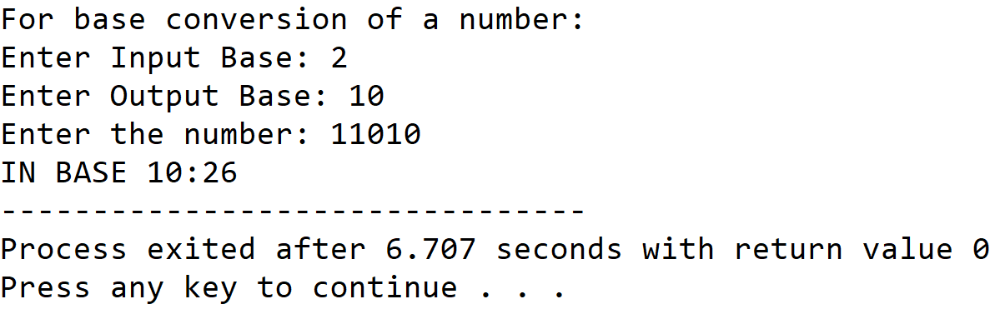 For base conversion of a number:
Enter Input Base: 2
Enter Output Base: 10
Enter the number: 11010
IN BASE 10:26
--------------------------------
Process exited after 6.707 seconds with return value 0
Press any key to continue . . .